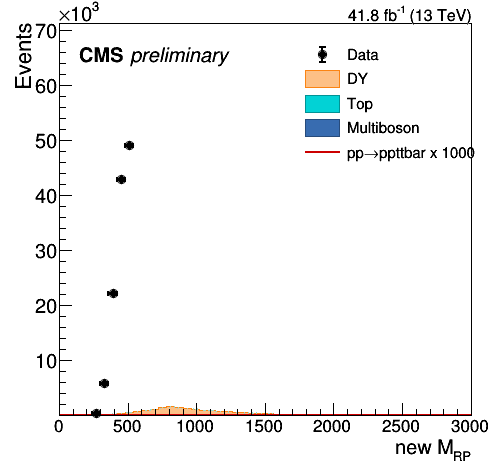 ×10³
41.8 fb⁻¹ (13 TeV)
Events
CMS preliminary
Data
DY
Top
Multiboson
pp→ppttbar x 1000
70
60
50
40
30
20
10
0 500 1000 1500 2000 2500 3000
new M_RP